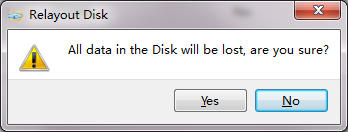 Relayout Disk
All data in the Disk will be lost, are you sure?
Yes
No